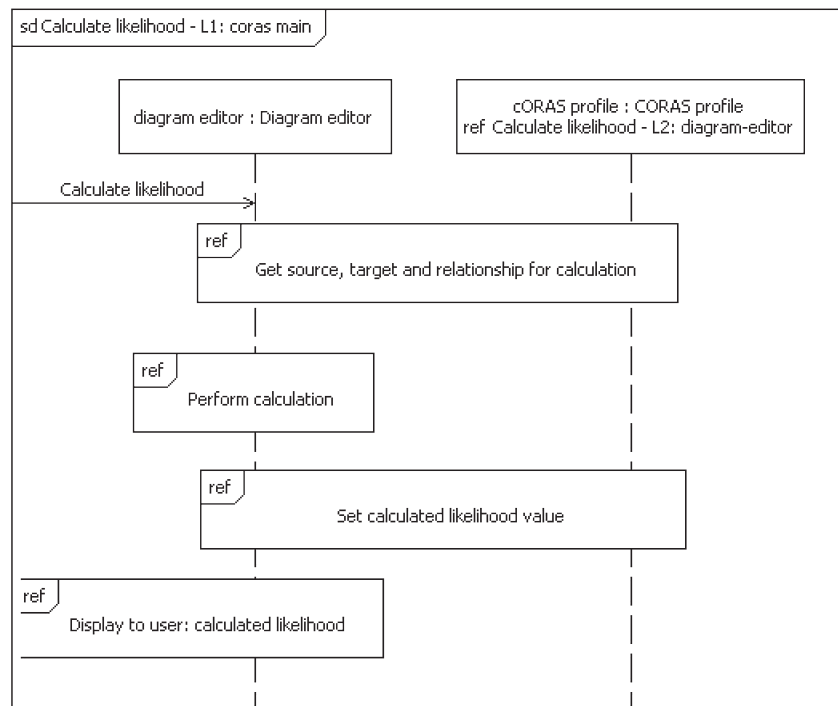 sd Calculate likelihood - L1: coras main
diagram editor : Diagram editor
cORAS profile : CORAS profile
ref Calculate likelihood - L2: diagram-editor
Calculate likelihood
ref
Get source, target and relationship for calculation
ref
Perform calculation
ref
Set calculated likelihood value
ref
Display to user: calculated likelihood